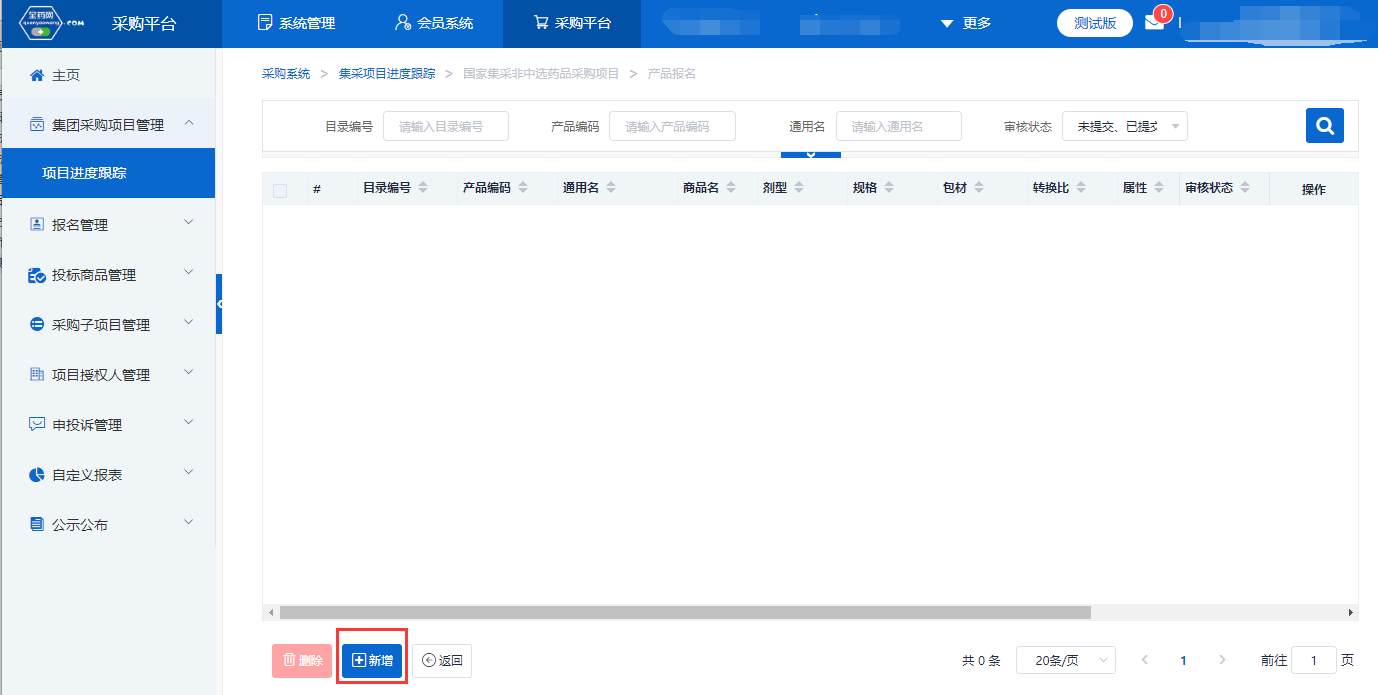 全药网
quanyaowang .COM
采购平台
系统管理
会员系统
采购平台
更多
测试版
0
主页
集团采购项目管理
项目进度跟踪
报名管理
投标商品管理
采购子项目管理
项目授权人管理
申投诉管理
自定义报表
公示公布
采购系统 > 集采项目进度跟踪 > 国家集采非中选药品采购项目 > 产品报名
目录编号 请输入目录编号 产品编码 请输入产品编码 通用名 请输入通用名 审核状态 未提交、已提交
# 目录编号 产品编码 通用名 商品名 剂型 规格 包材 转换比 属性 审核状态 操作
删除 新增 返回 共 0 条 20条/页 1 前往 1 页